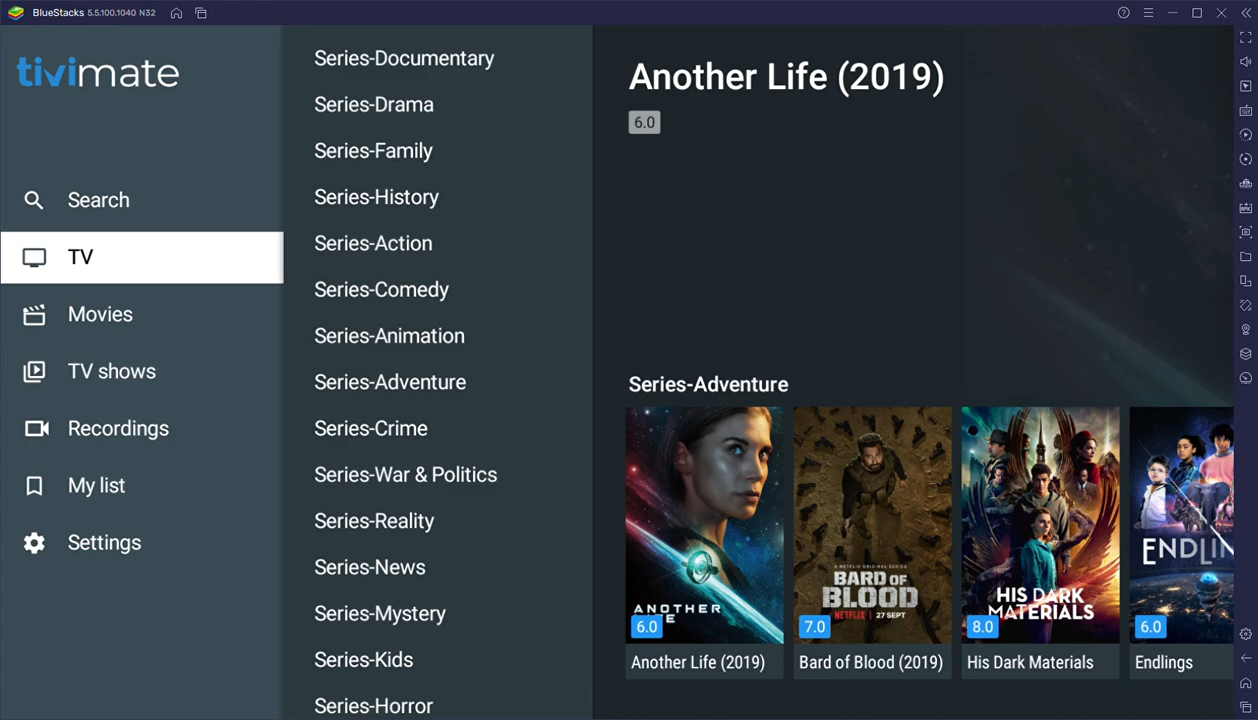 BlueStacks 5.5.100.1040 N32
tivimate
Search
TV
Movies
TV shows
Recordings
My list
Settings
Series-Documentary
Series-Drama
Series-Family
Series-History
Series-Action
Series-Comedy
Series-Animation
Series-Adventure
Series-Crime
Series-War & Politics
Series-Reality
Series-News
Series-Mystery
Series-Kids
Series-Horror
Another Life (2019)
6.0
Series-Adventure
ANOTHER
6.0
Another Life (2019)
A NETFLIX ORIGINAL SERIES
BARD OF
BLOOD
NETFLIX | 27 SEPT
7.0
Bard of Blood (2019)
HIS DARK
MATERIALS
8.0
His Dark Materials
ENDLIN
6.0
Endlings